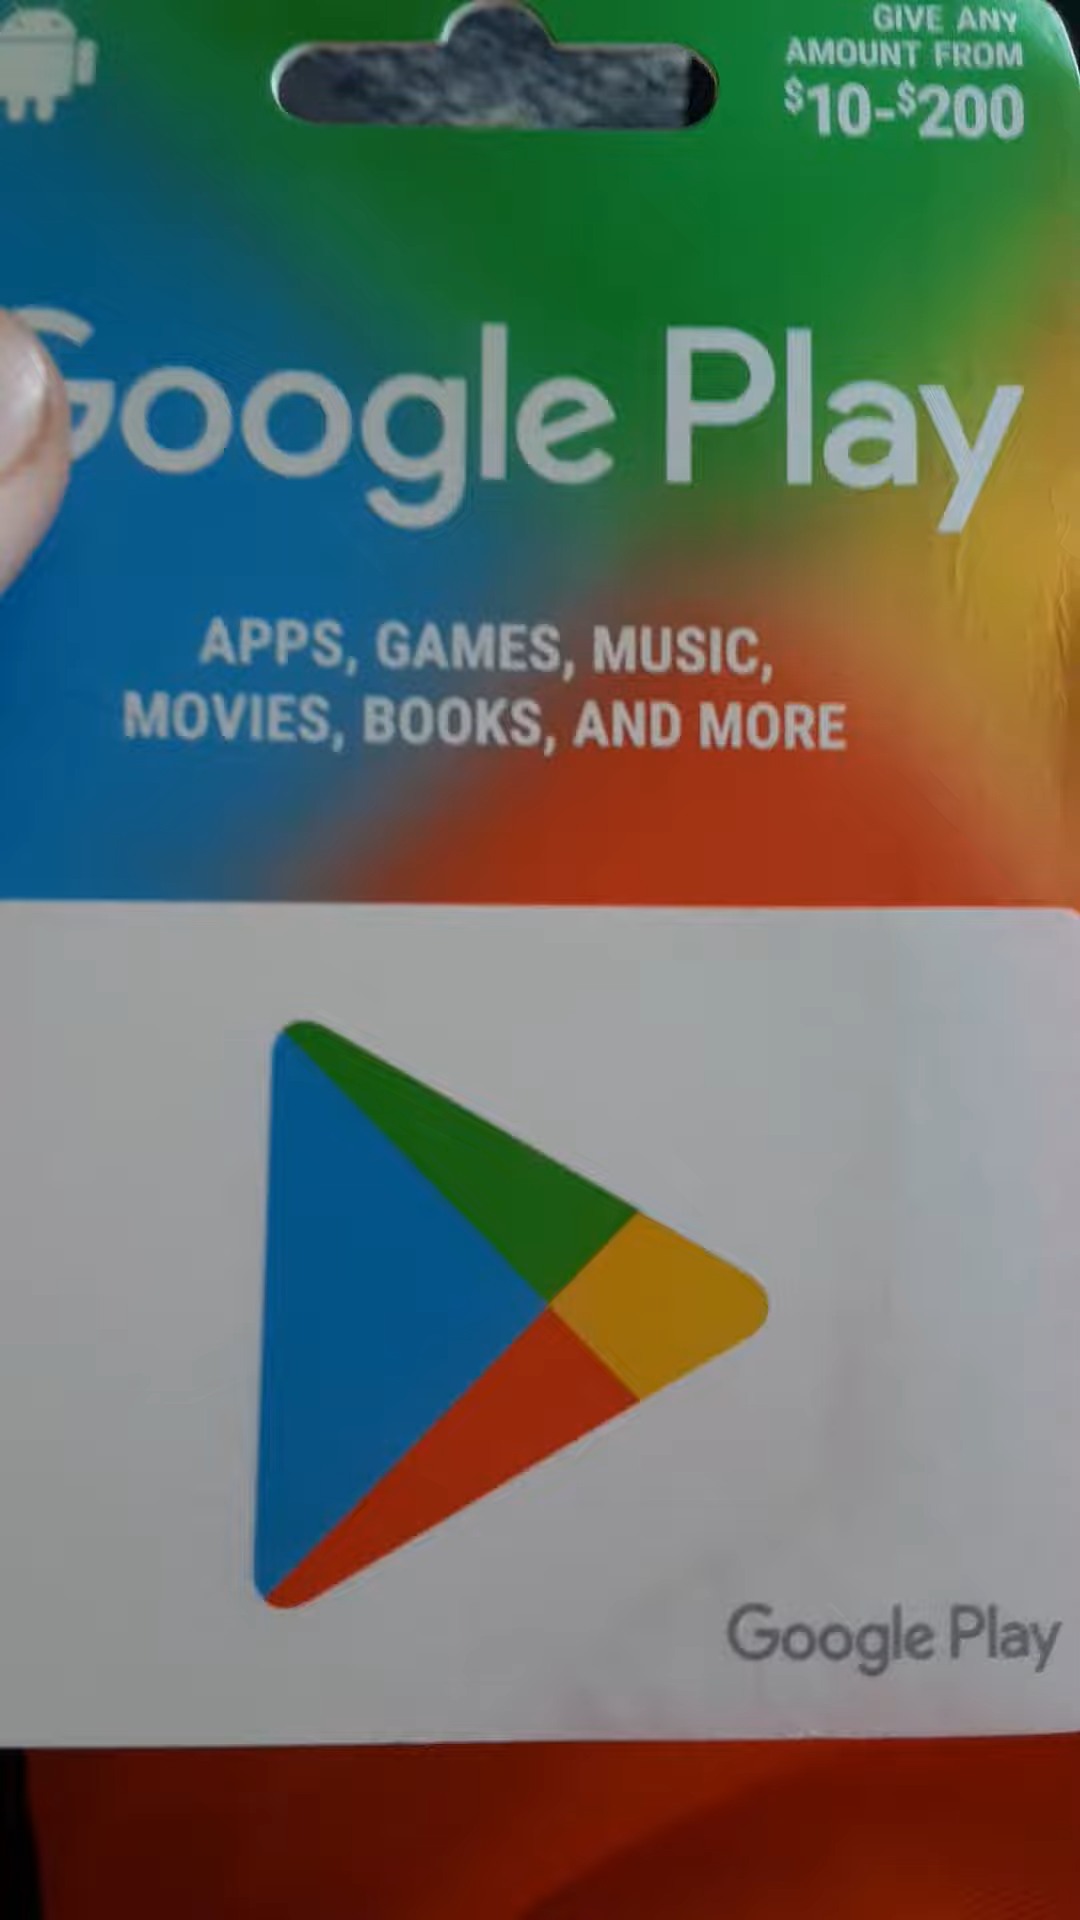 GIVE ANY
AMOUNT FROM
$10-$200
Google Play
APPS, GAMES, MUSIC,
MOVIES, BOOKS, AND MORE
Google Play